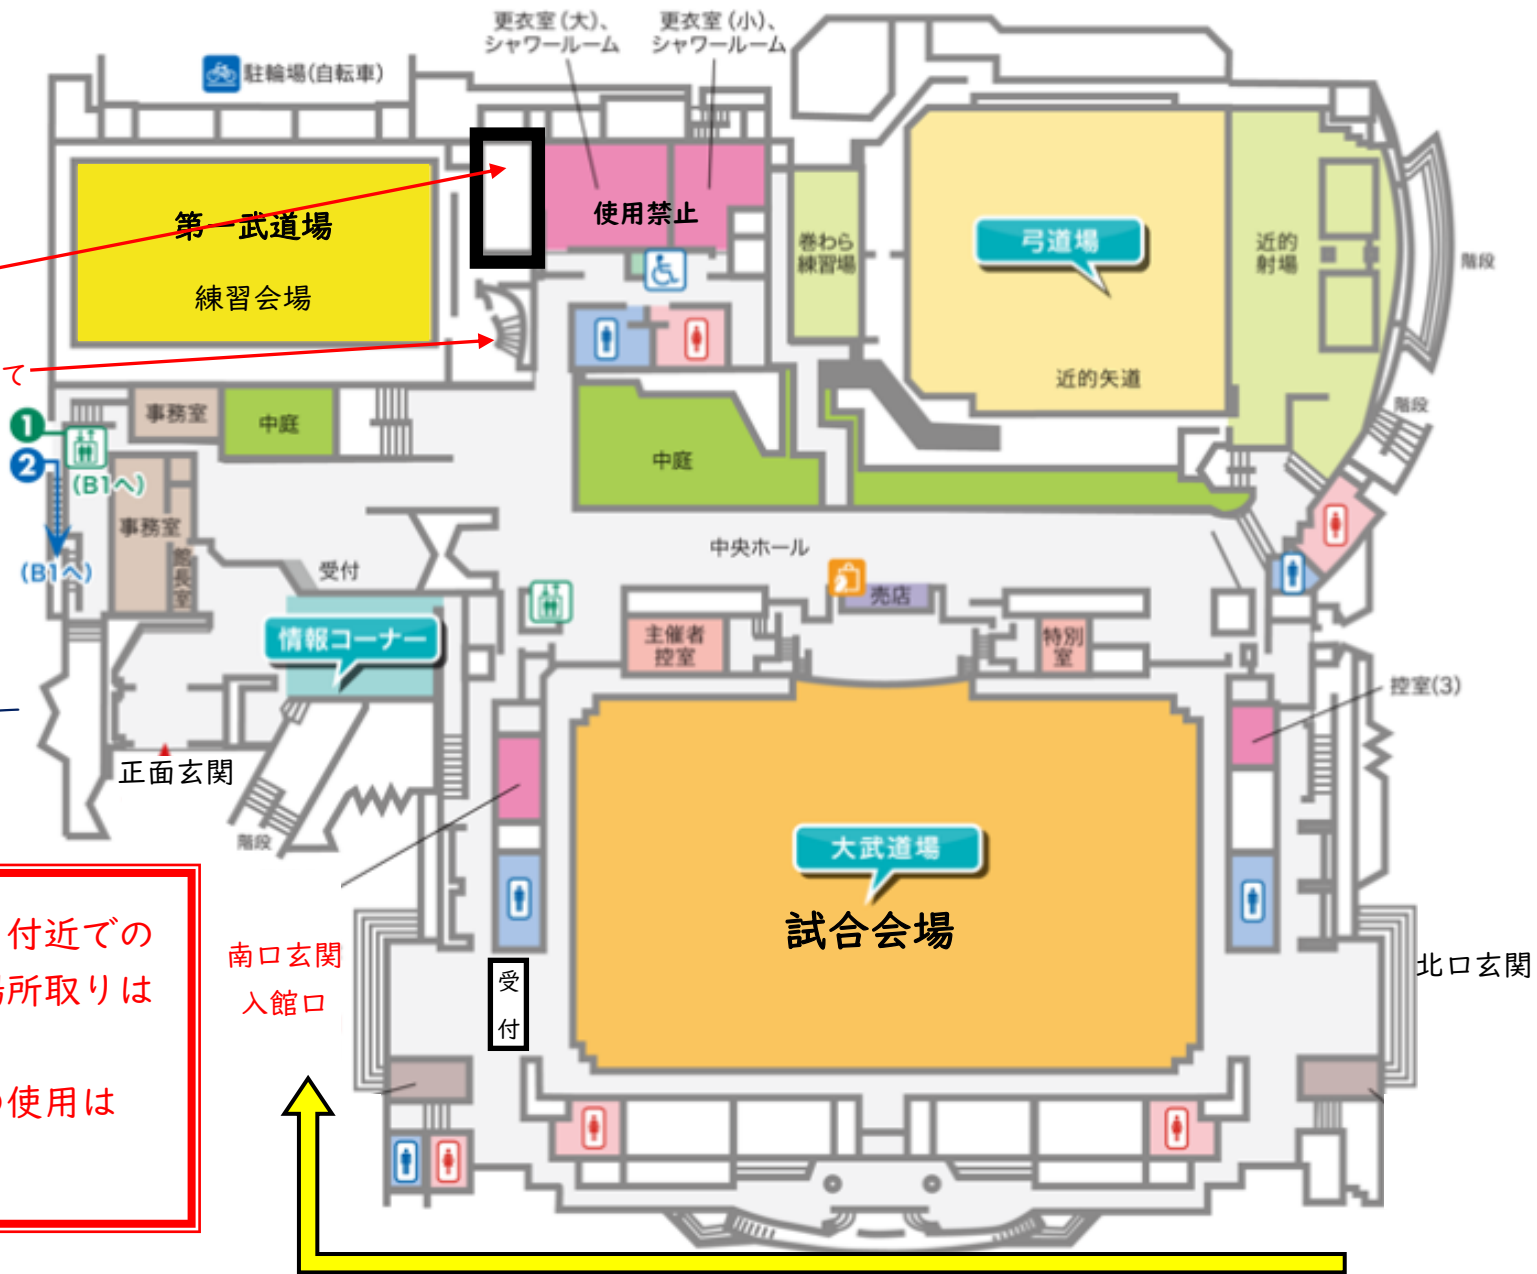 更衣室(大)、
シャワールーム
更衣室(小)、
シャワールーム
駐輪場(自転車)
第一武道場
練習会場
使用禁止
巻わら
練習場
弓道場
近的
射場
階段
近的矢道
階段
て
1
2
(B1へ)
(B1へ)
事務室
中庭
中庭
事務室
館長室
受付
中央ホール
売店
情報コーナー
主催者
控室
特別
室
控室(3)
正面玄関
階段
大武道場
試合会場
南口玄関
入館口
受
付
北口玄関
付近での
場所取りは
の使用は